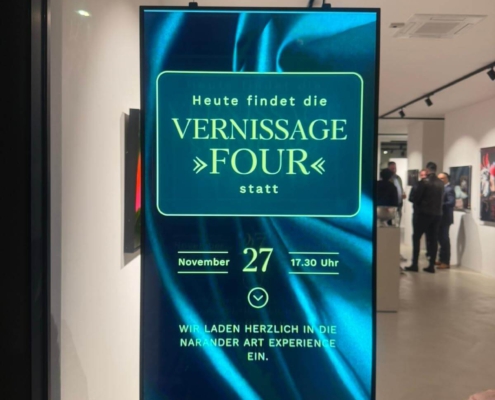 Heute findet die
VERNISSAGE
»FOUR«
statt
November 27 17.30 Uhr
WIR LADEN HERZLICH IN DIE
NARANDER ART EXPERIENCE
EIN.